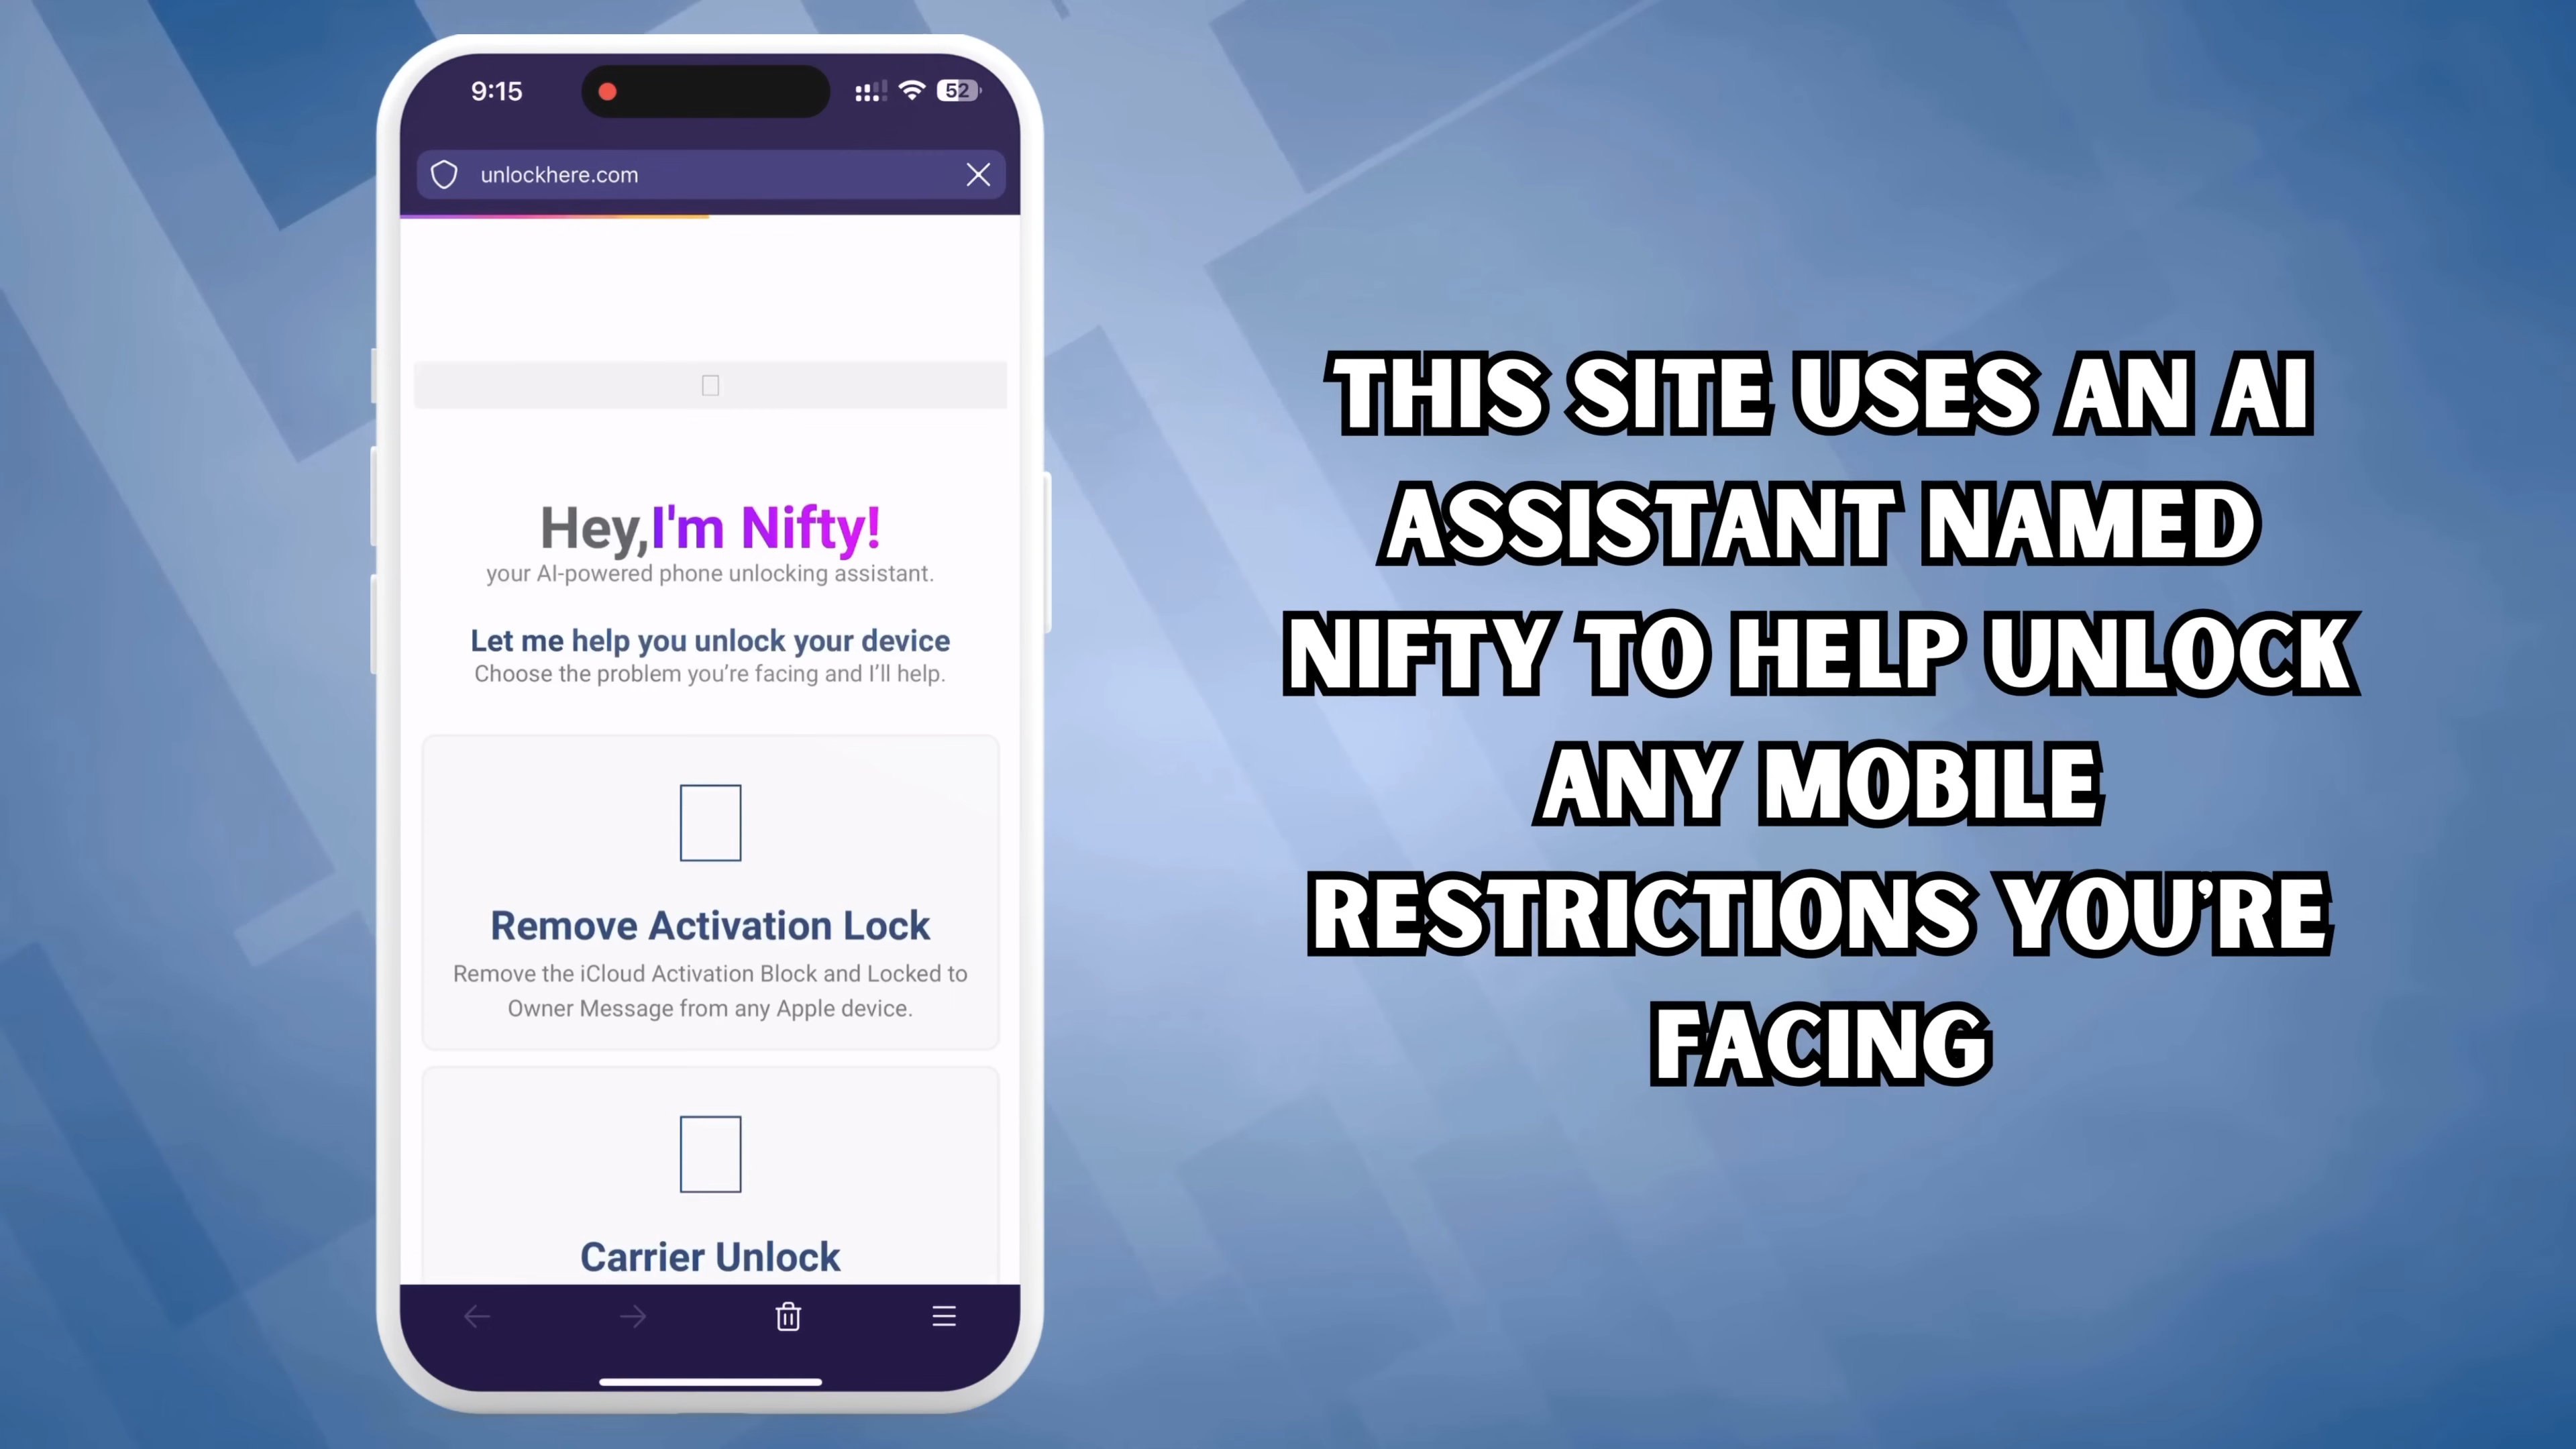 9:15
52
unlockhere.com
Hey,I'm Nifty!
your AI-powered phone unlocking assistant.
Let me help you unlock your device
Choose the problem you’re facing and I’ll help.
Remove Activation Lock
Remove the iCloud Activation Block and Locked to
Owner Message from any Apple device.
Carrier Unlock
THIS SITE USES AN AI
ASSISTANT NAMED
NIFTY TO HELP UNLOCK
ANY MOBILE
RESTRICTIONS YOU’RE
FACING